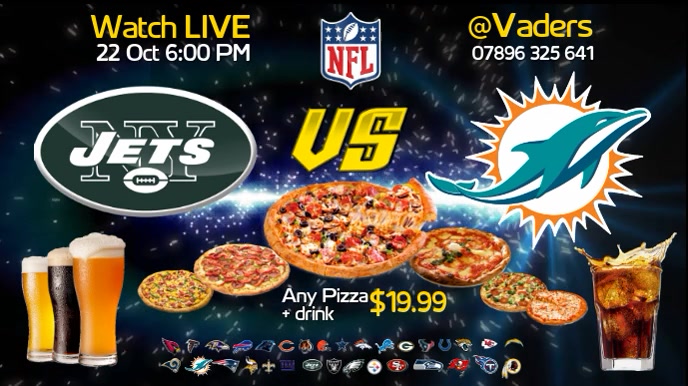 Watch LIVE
22 Oct 6:00 PM
NFL
@Vaders
07896 325 641
NY
JETS
VS
Any Pizza
+ drink
$19.99